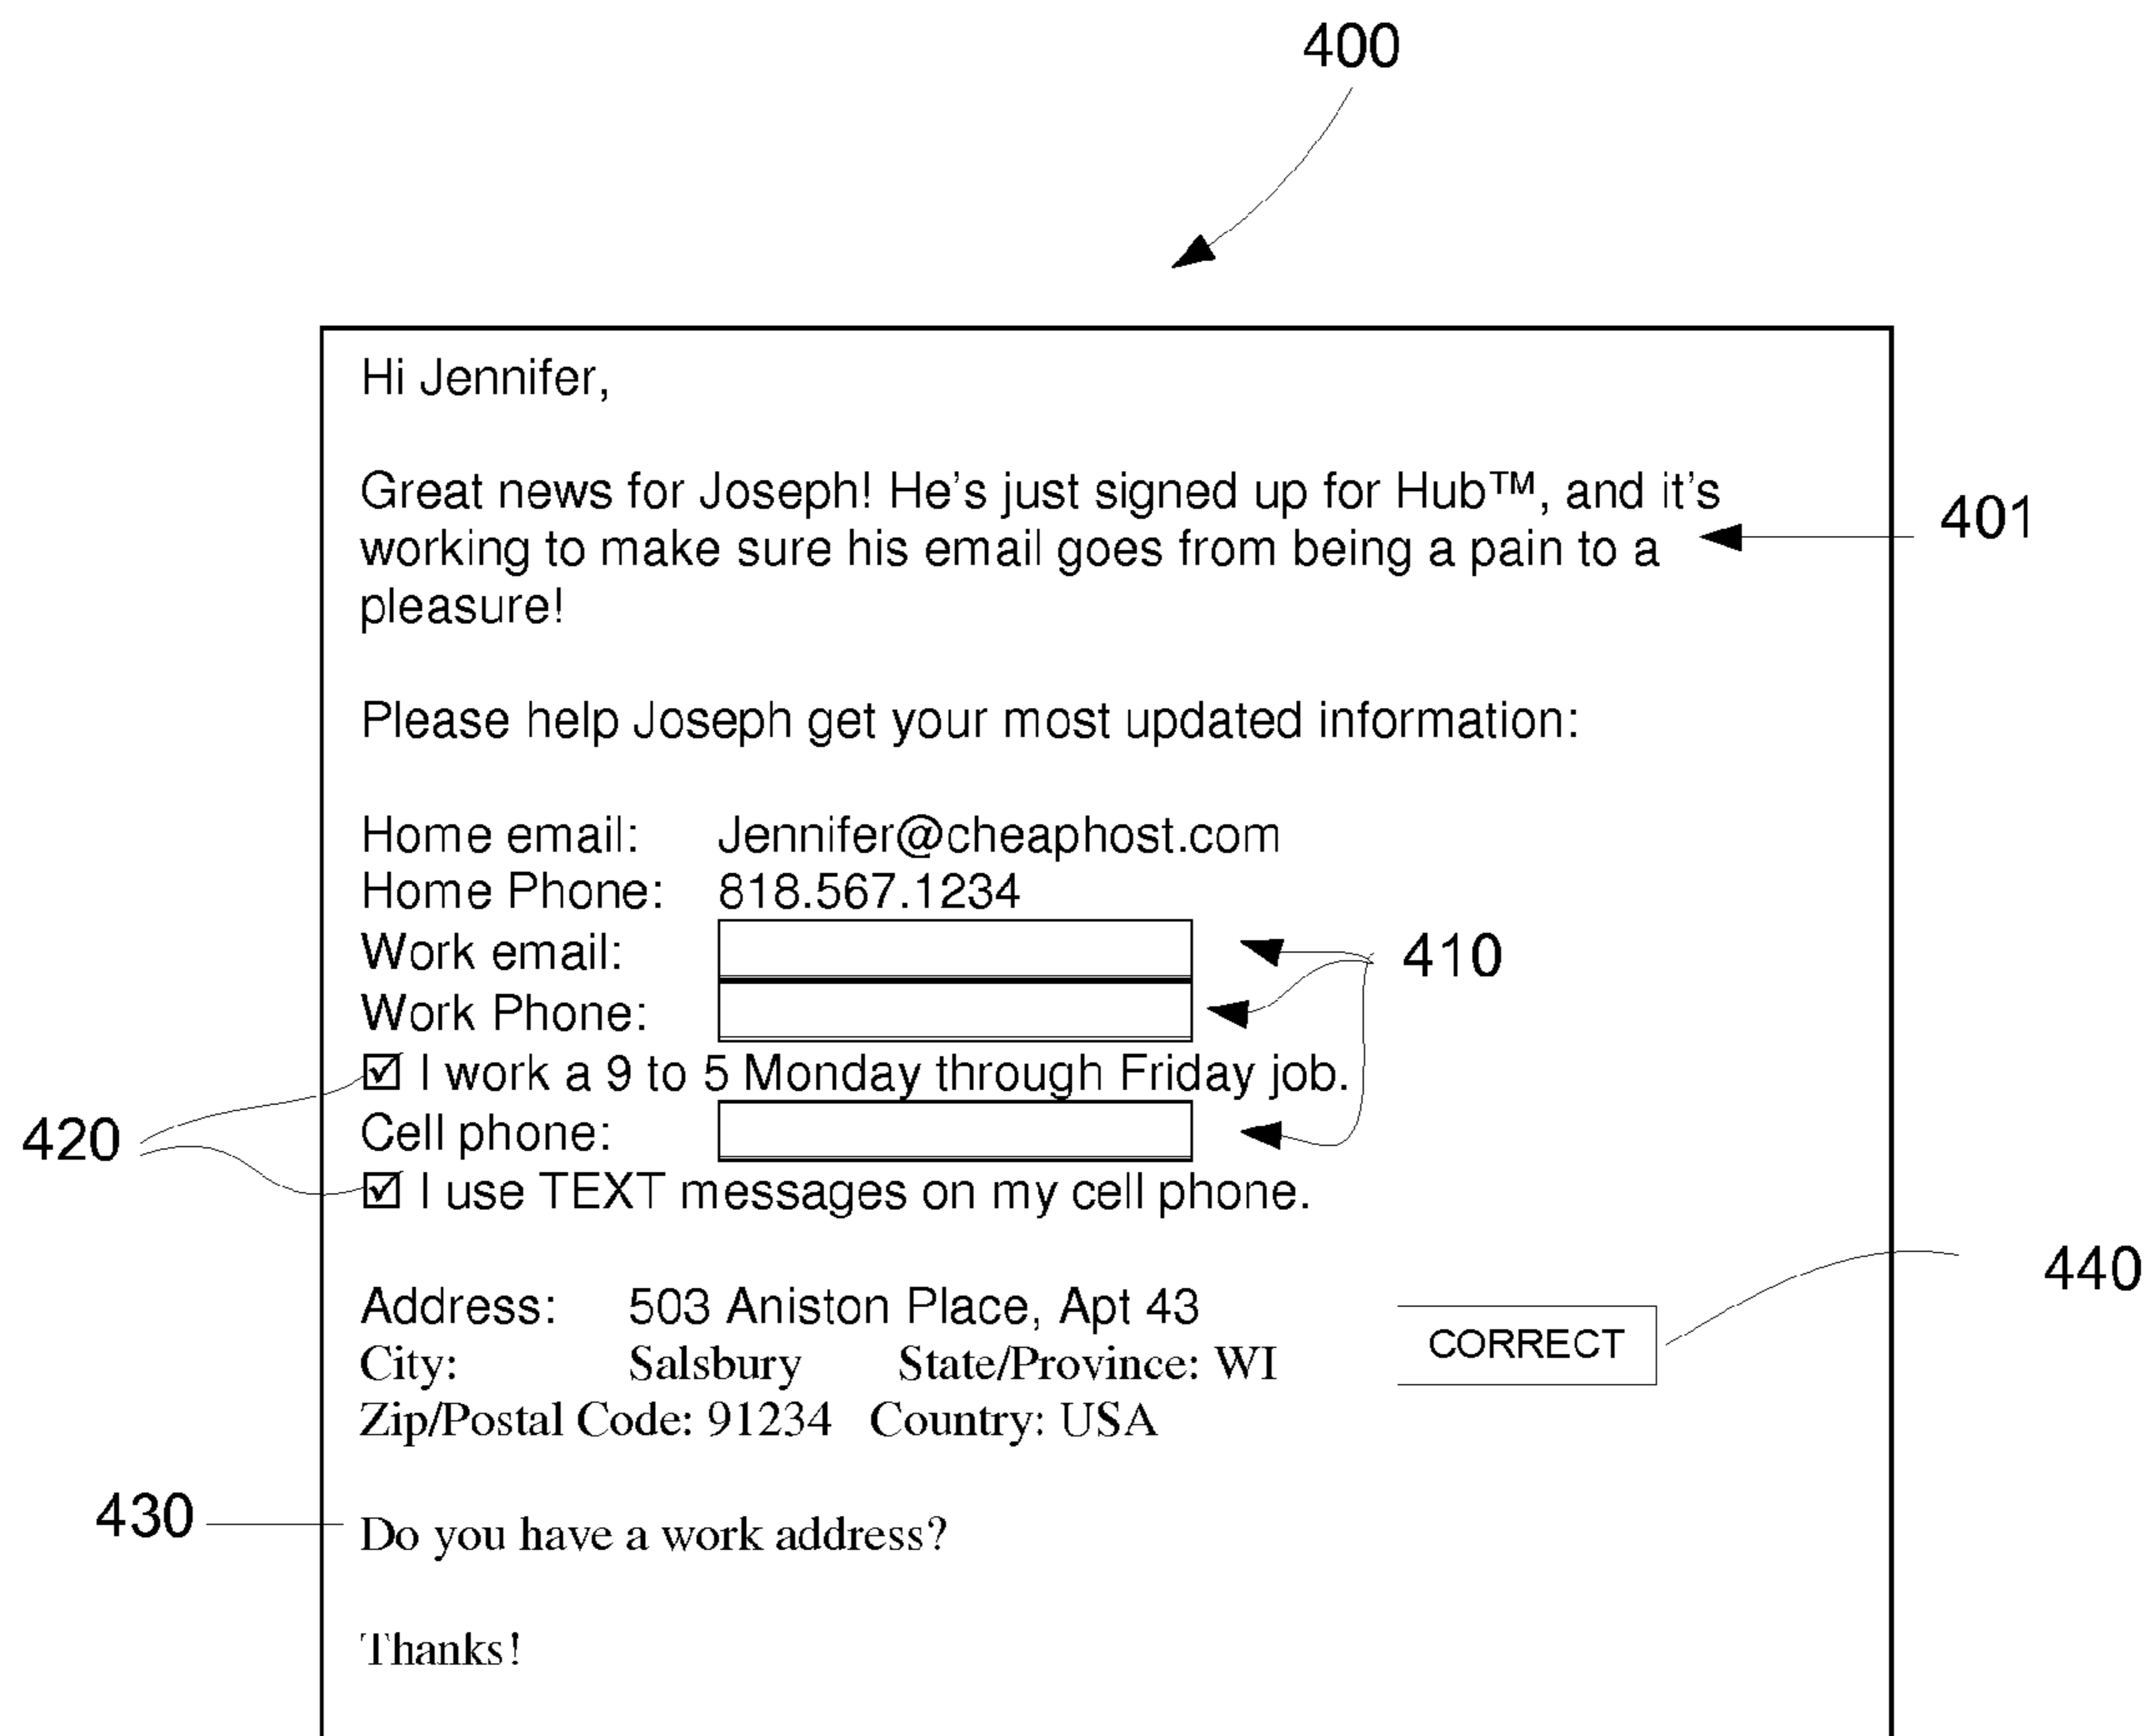 400
Hi Jennifer,
Great news for Joseph! He's just signed up for Hub™, and it's
401
working to make sure his email goes from being a pain to a
pleasure!
Please help Joseph get your most updated information:
Home email: Jennifer@cheaphost.com
Home Phone: 818.567.1234
Work email:
410
Work Phone:
☑ I work a 9 to 5 Monday through Friday job.
420
Cell phone:
☑ I use TEXT messages on my cell phone.
440
Address: 503 Aniston Place, Apt 43
CORRECT
City: Salsbury State/Province: WI
Zip/Postal Code: 91234 Country: USA
430
Do you have a work address?
Thanks!